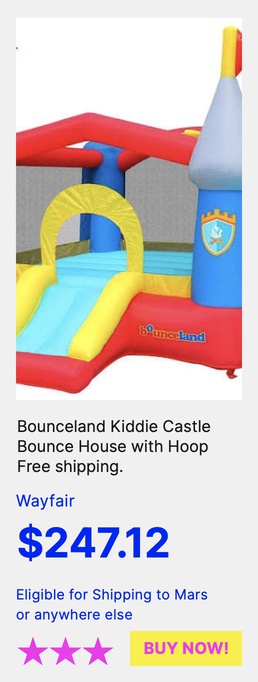 bounceland
Bounceland Kiddie Castle
Bounce House with Hoop
Free shipping.
Wayfair
$247.12
Eligible for Shipping to Mars
or anywhere else
BUY NOW!